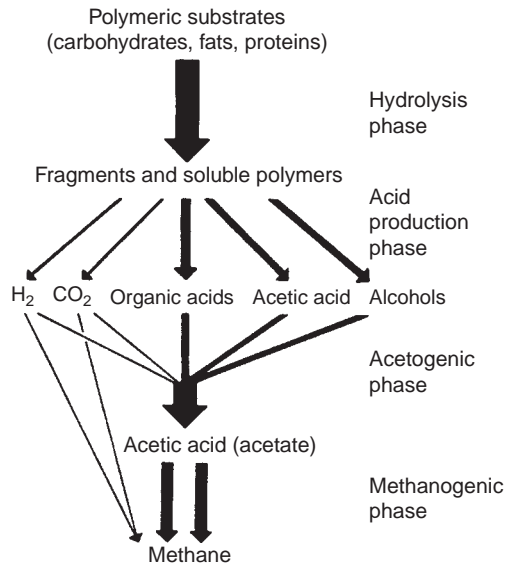 Polymeric substrates
(carbohydrates, fats, proteins)
Hydrolysis
phase
Fragments and soluble polymers
Acid
production
phase
H₂ CO₂ Organic acids Acetic acid Alcohols
Acetogenic
phase
Acetic acid (acetate)
Methanogenic
phase
Methane